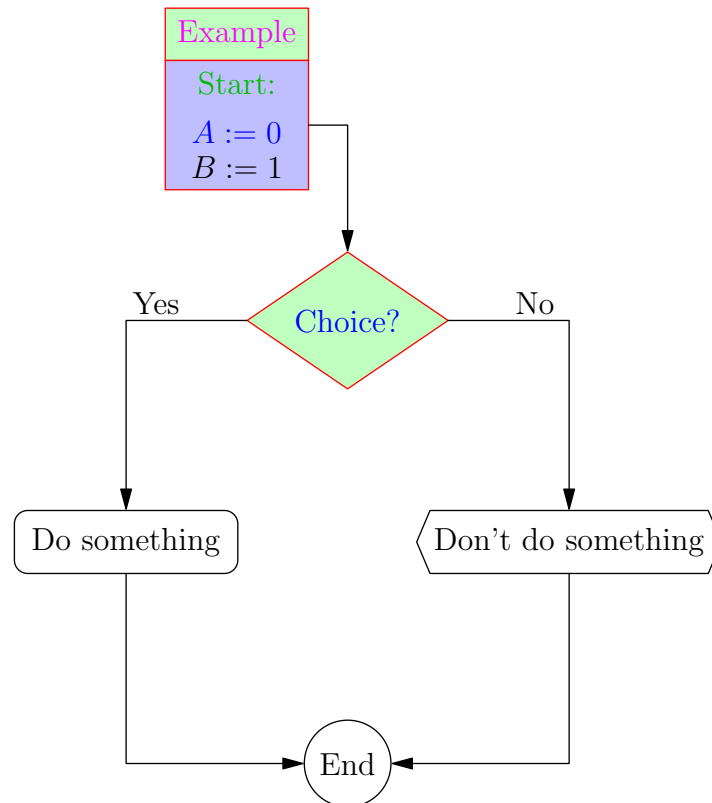 Example
Start:
A := 0
B := 1
Yes
No
Choice?
Do something
Don't do something
End